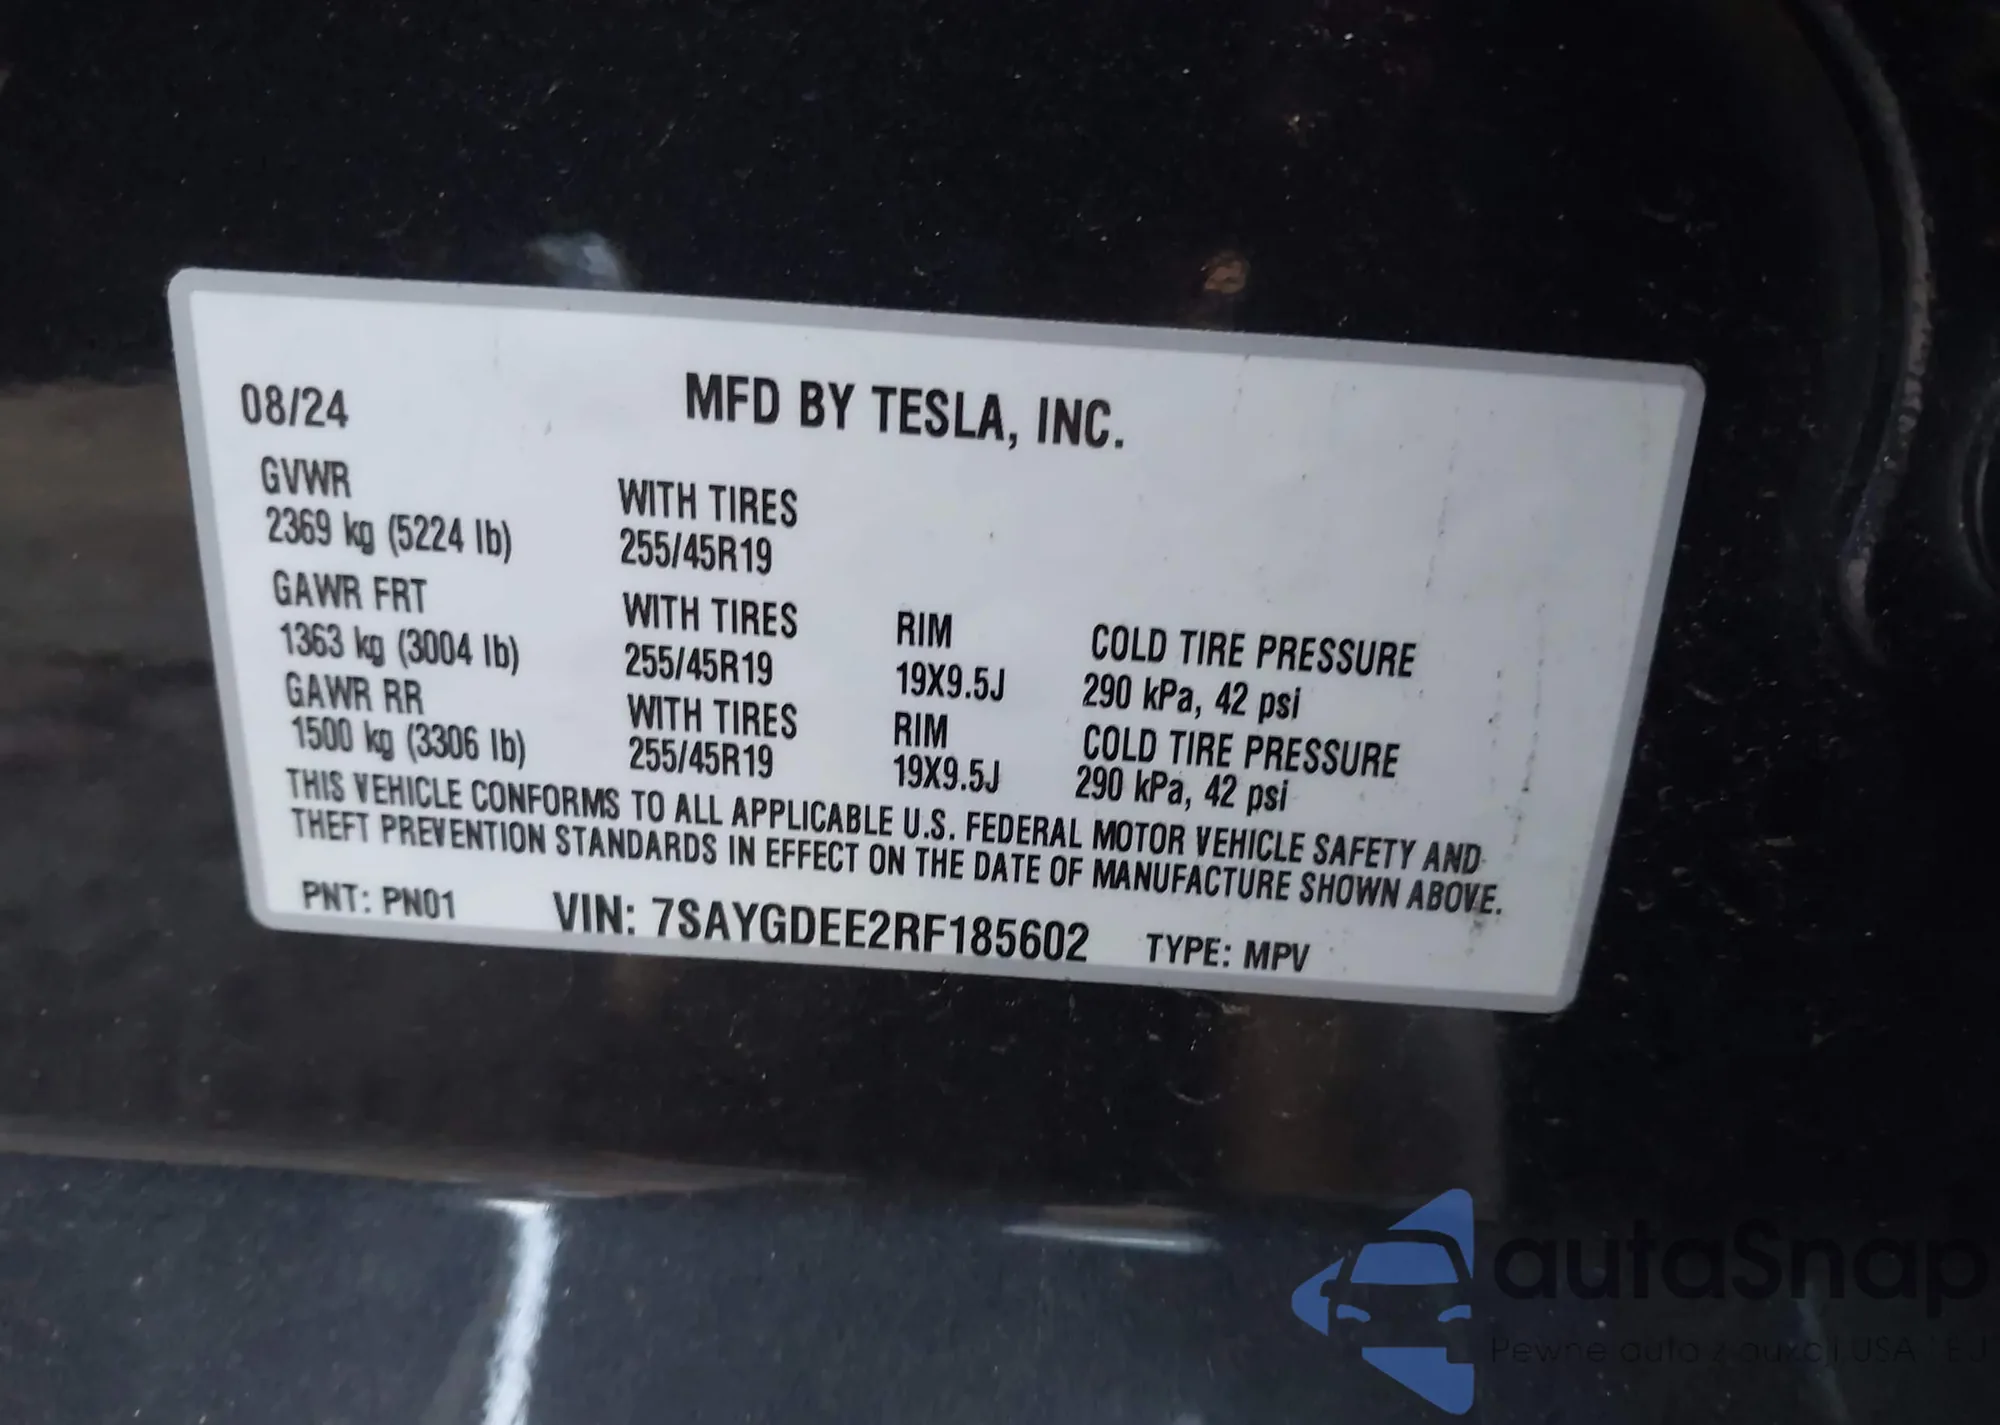 08/24 MFD BY TESLA, INC.
GVWR WITH TIRES
2369 kg (5224 lb) 255/45R19
GAWR FRT WITH TIRES RIM COLD TIRE PRESSURE
1363 kg (3004 lb) 255/45R19 19X9.5J 290 kPa, 42 psi
GAWR RR WITH TIRES RIM COLD TIRE PRESSURE
1500 kg (3306 lb) 255/45R19 19X9.5J 290 kPa, 42 psi
THIS VEHICLE CONFORMS TO ALL APPLICABLE U.S. FEDERAL MOTOR VEHICLE SAFETY AND
THEFT PREVENTION STANDARDS IN EFFECT ON THE DATE OF MANUFACTURE SHOWN ABOVE.
PNT: PN01 VIN: 7SAYGDEE2RF185602 TYPE: MPV
autaSnap
Pewne auto z aukcji USA